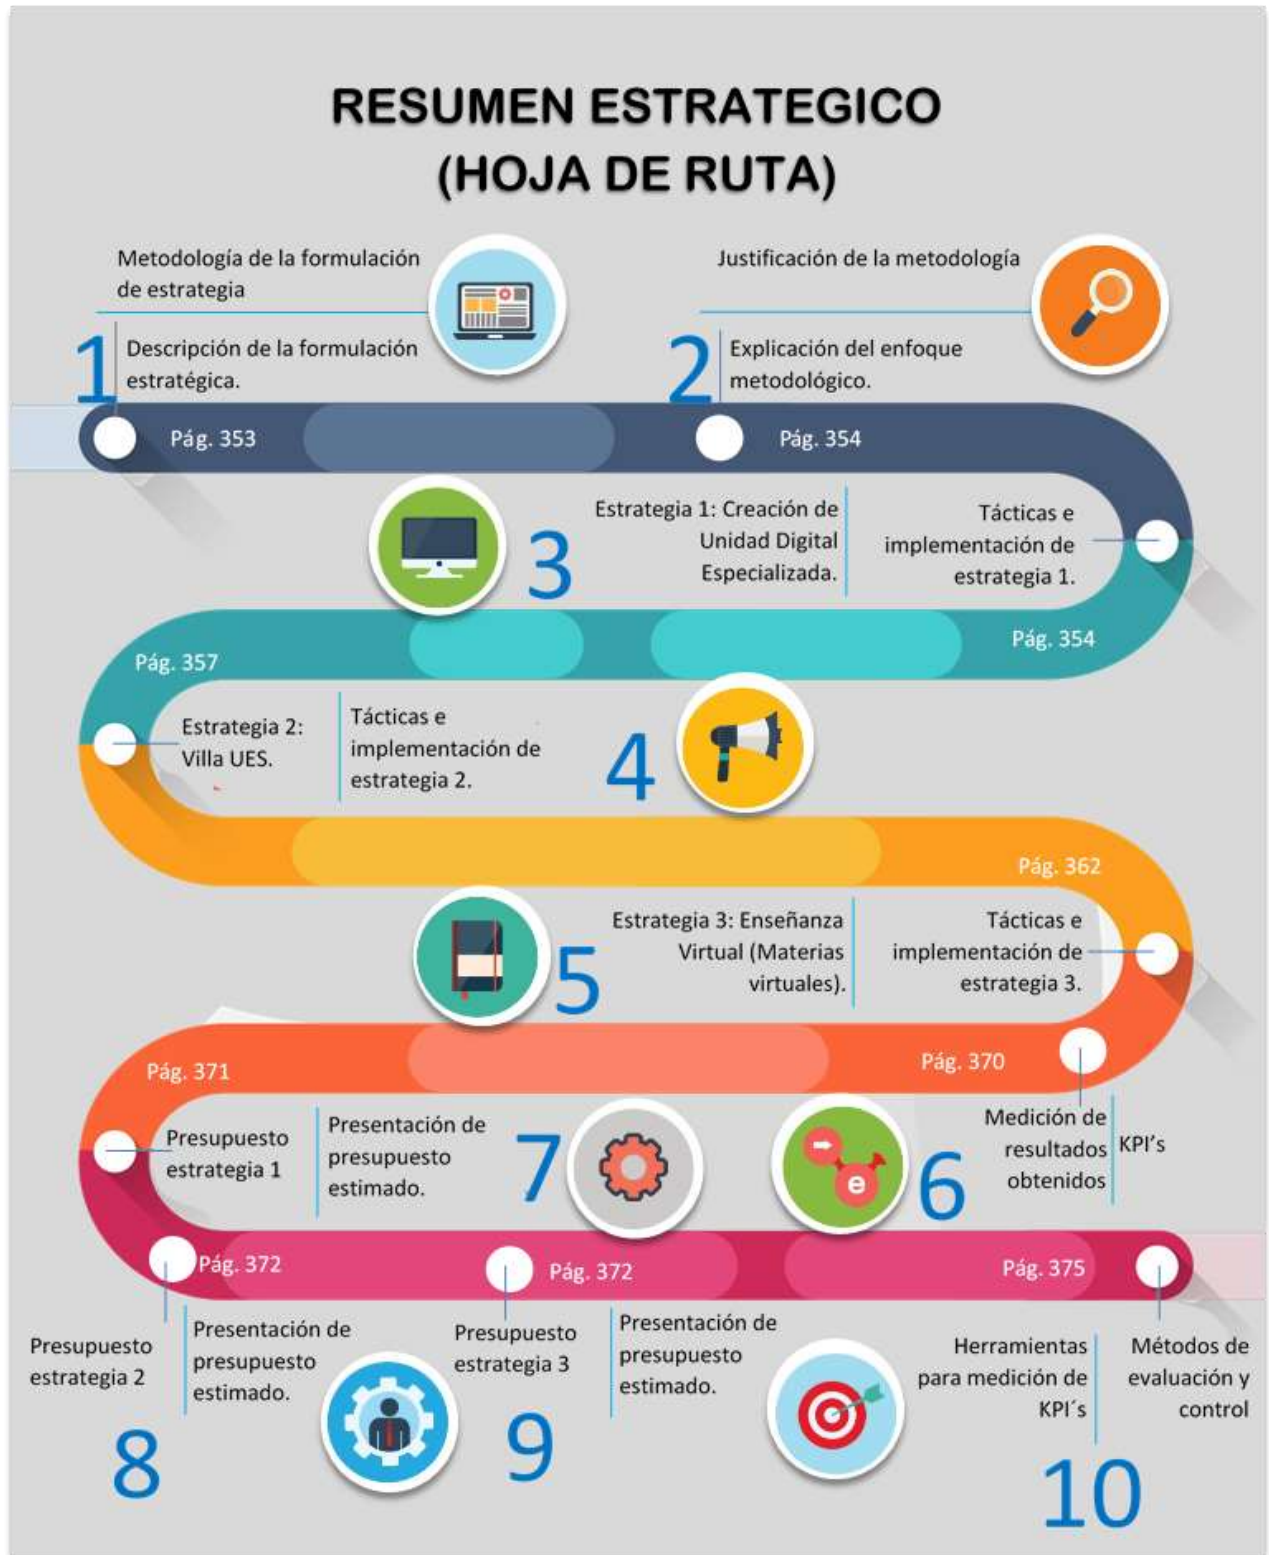 RESUMEN ESTRATEGICO
(HOJA DE RUTA)
Metodología de la formulación
de estrategia
1
Descripción de la formulación
estratégica.
Pág. 353
Justificación de la metodología
2
Explicación del enfoque
metodológico.
Pág. 354
3
Estrategia 1: Creación de
Unidad Digital
Especializada.
Tácticas e
implementación de
estrategia 1.
Pág. 354
Pág. 357
Estrategia 2:
Villa UES.
Tácticas e
implementación de
estrategia 2.
4
Pág. 362
5
Estrategia 3: Enseñanza
Virtual (Materias
virtuales).
Tácticas e
implementación de
estrategia 3.
Pág. 370
Medición de
resultados
obtenidos
KPI's
6
e
Pág. 371
Presupuesto
estrategia 1
Presentación de
presupuesto
estimado.
7
Pág. 372
Presupuesto
estrategia 2
Presentación de
presupuesto
estimado.
8
Pág. 372
Presupuesto
estrategia 3
Presentación de
presupuesto
estimado.
9
Pág. 375
Herramientas
para medición de
KPI´s
Métodos de
evaluación y
control
10